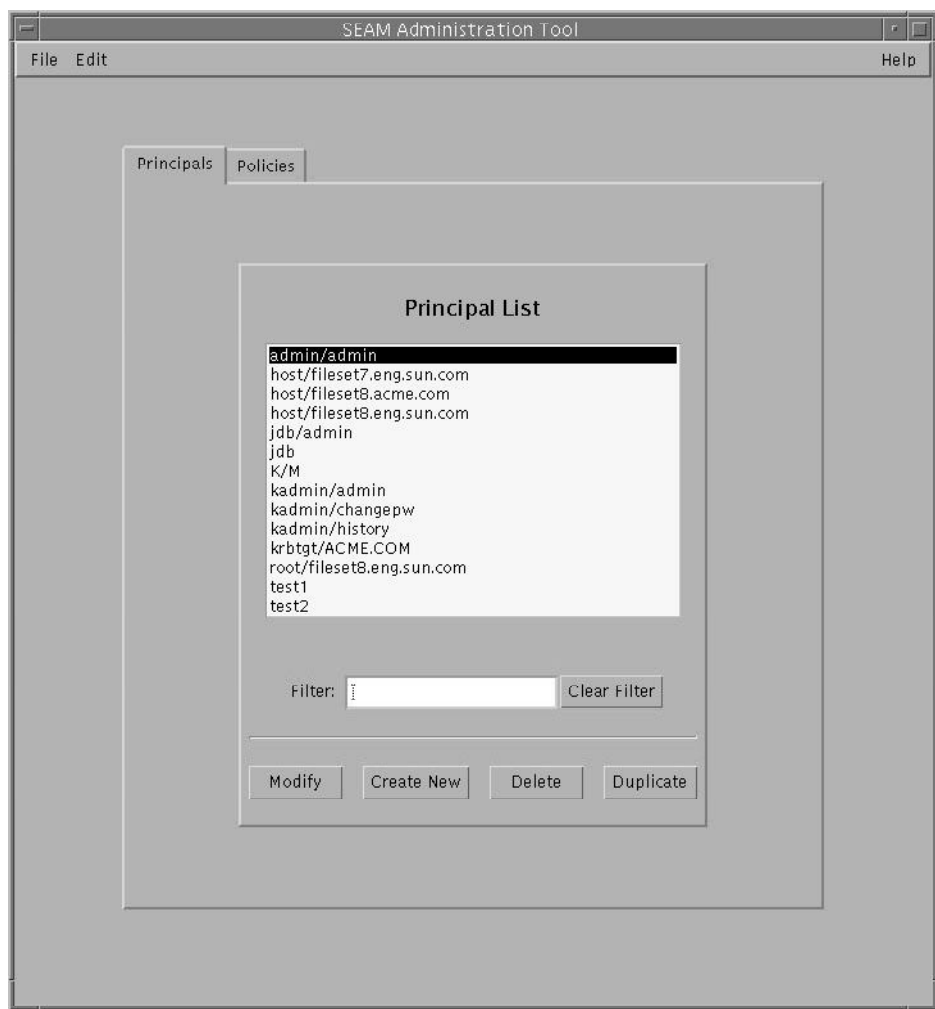 SEAM Administration Tool
File Edit Help
Principals Policies
Principal List
admin/admin
host/fileset7.eng.sun.com
host/fileset8.acme.com
host/fileset8.eng.sun.com
jdb/admin
jdb
K/M
kadmin/admin
kadmin/changepw
kadmin/history
krbtgt/ACME.COM
root/fileset8.eng.sun.com
test1
test2
Filter: Clear Filter
Modify Create New Delete Duplicate